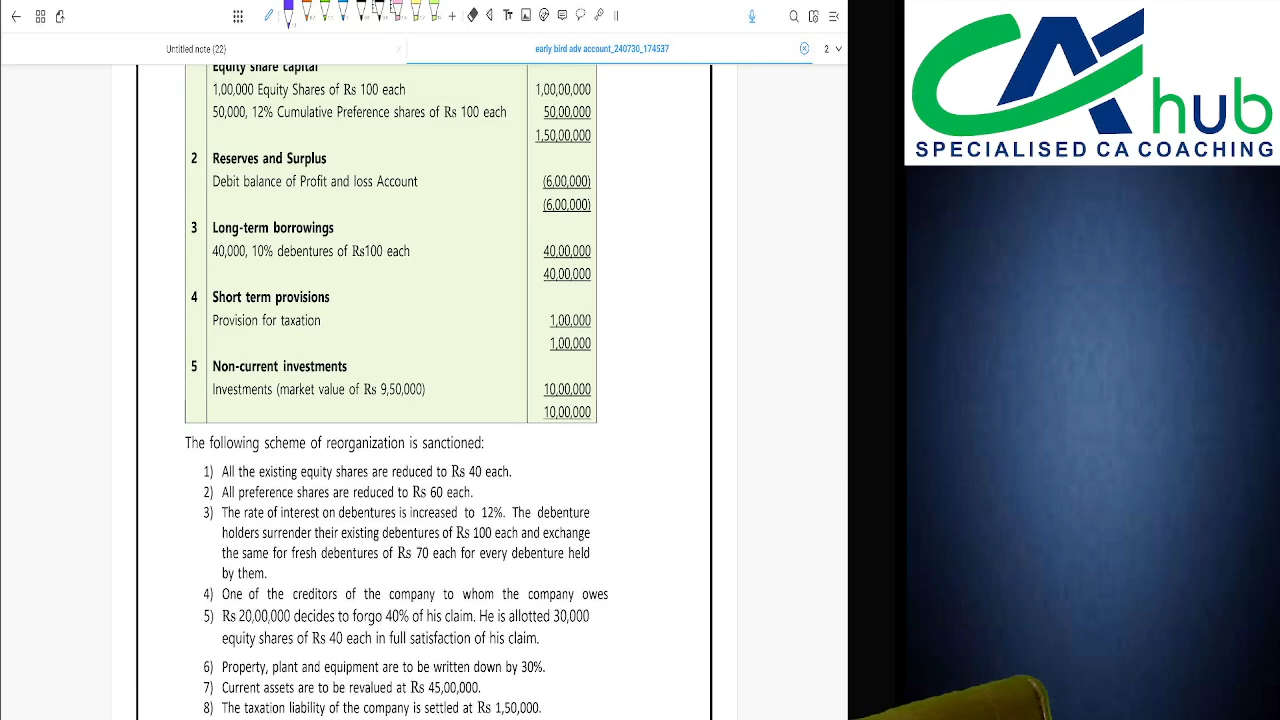 Untitled note (22)
early bird adv account_240730_174537
2
Tr
Equity share capital
1,00,000 Equity Shares of Rs 100 each 1,00,00,000
50,000, 12% Cumulative Preference shares of Rs 100 each 50,00,000
1,50,00,000
2 Reserves and Surplus
Debit balance of Profit and loss Account (6,00,000)
(6,00,000)
3 Long-term borrowings
40,000, 10% debentures of Rs100 each 40,00,000
40,00,000
4 Short term provisions
Provision for taxation 1,00,000
1,00,000
5 Non-current investments
Investments (market value of Rs 9,50,000) 10,00,000
10,00,000
The following scheme of reorganization is sanctioned:
1) All the existing equity shares are reduced to Rs 40 each.
2) All preference shares are reduced to Rs 60 each.
3) The rate of interest on debentures is increased to 12%. The debenture
holders surrender their existing debentures of Rs 100 each and exchange
the same for fresh debentures of Rs 70 each for every debenture held
by them.
4) One of the creditors of the company to whom the company owes
5) Rs 20,00,000 decides to forgo 40% of his claim. He is allotted 30,000
equity shares of Rs 40 each in full satisfaction of his claim.
6) Property, plant and equipment are to be written down by 30%.
7) Current assets are to be revalued at Rs 45,00,000.
8) The taxation liability of the company is settled at Rs 1,50,000.
CA hub
SPECIALISED CA COACHING